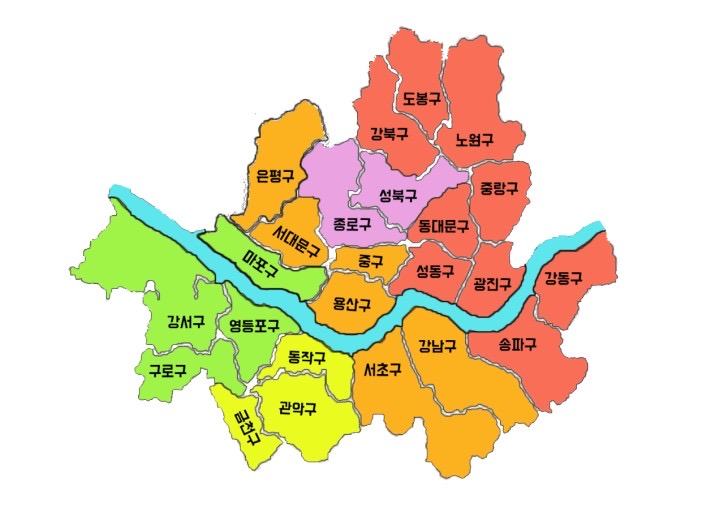 도봉구
강북구
노원구
은평구
성북구
중랑구
종로구
동대문구
서대문구
마포구
중구
성동구
광진구
강동구
용산구
강서구
영등포구
동작구
서초구
강남구
송파구
구로구
관악구
금천구